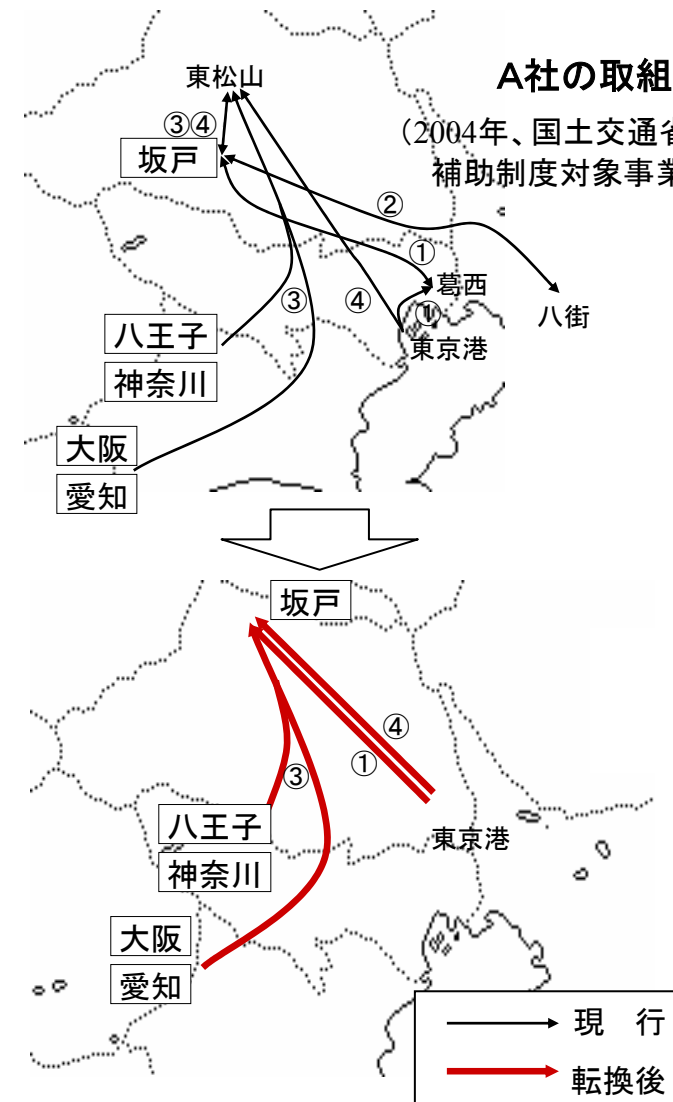 A社の取組
(2004年、国土交通省
補助制度対象事業
東松山
③④
坂戸
②
①
葛西
八街
③
④
①
東京港
八王子
神奈川
大阪
愛知
坂戸
④
①
③
八王子
神奈川
東京港
大阪
愛知
現 行
転換後